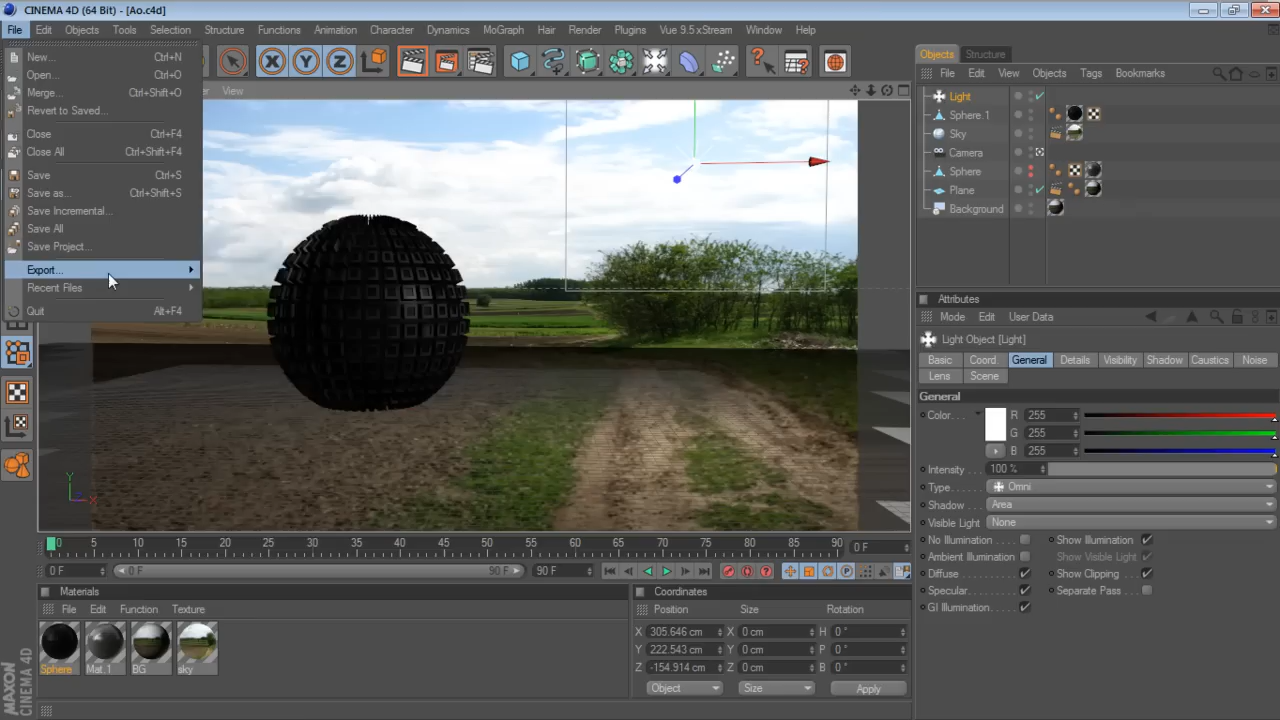 CINEMA 4D (64 Bit) - [Ao.c4d]
File Edit Objects Tools Selection Structure Functions Animation Character Dynamics MoGraph Hair Render Plugins Vue 9.5 xStream Window Help
New... Ctrl+N
Open... Ctrl+O
Merge... Ctrl+Shift+O
Revert to Saved...
Close Ctrl+F4
Close All Ctrl+Shift+F4
Save Ctrl+S
Save as... Ctrl+Shift+S
Save Incremental...
Save All
Save Project...
Export...
Recent Files
Quit Alt+F4
X Y Z
View
Y
X
0 5 10 15 20 25 30 35 40 45 50 55 60 65 70 75 80 85 90 0 F
0 F 0 F 90 F 90 F
Materials
File Edit Function Texture
Sphere Mat.1 BG sky
MAXON
CINEMA 4D
Coordinates
Position Size Rotation
X 305.646 cm X 0 cm H 0 °
Y 222.543 cm Y 0 cm P 0 °
Z -154.914 cm Z 0 cm B 0 °
Object Size Apply
Objects Structure
File Edit View Objects Tags Bookmarks
Light
Sphere.1
Sky
Camera
Sphere
Plane
Background
Attributes
Mode Edit User Data
Light Object [Light]
Basic Coord. General Details Visibility Shadow Caustics Noise
Lens Scene
General
Color. . . R 255
G 255
B 255
Intensity 100 %
Type . . . . . Omni
Shadow. . . Area
Visible Light None
No Illumination . . . . Show Illumination
Ambient Illumination Show Visible Light
Diffuse . . . . . . . . . . Show Clipping
Specular. . . . . . . . . Separate Pass
GI Illumination. . . .